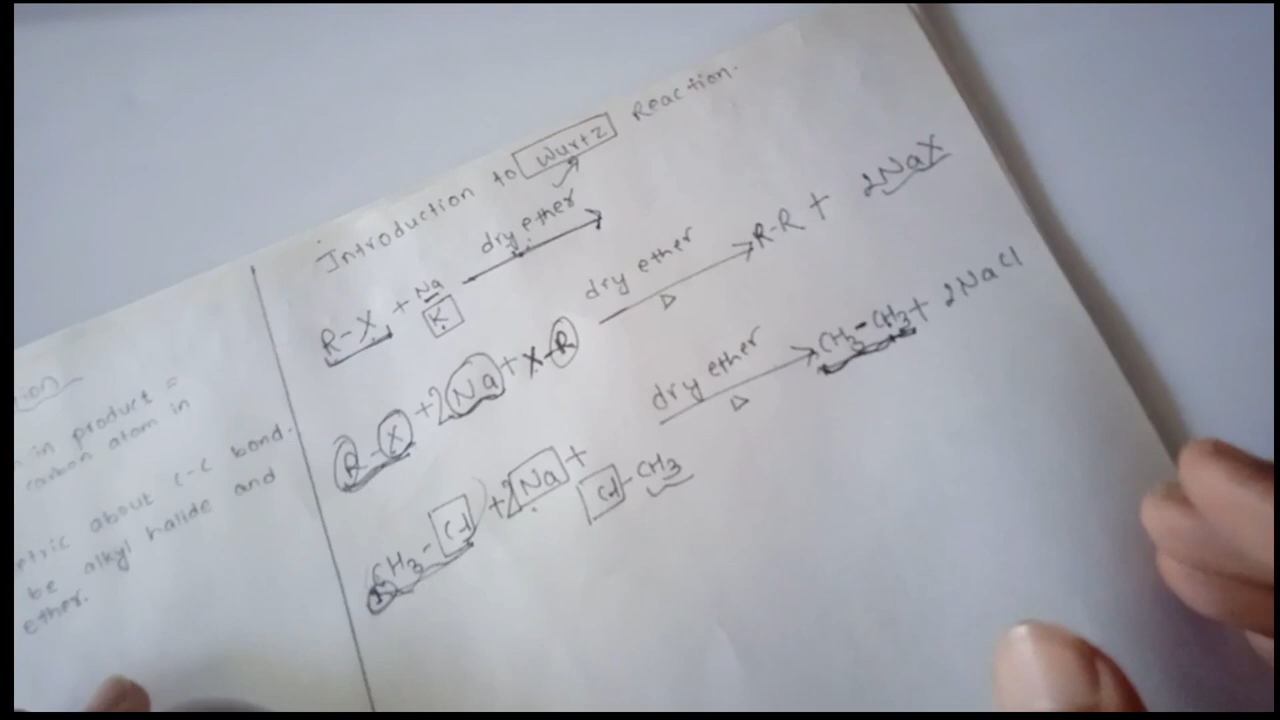 Introduction to Wurtz Reaction.
R-X + Na dry ether
K
R-X + 2Na + X-R dry ether Δ R-R + 2NaX
CH3-Cl + 2Na + Cl-CH3 dry ether Δ CH3-CH3 + 2NaCl
in product =
carbon atom in
about C-C bond.
be alkyl halide and
ether.